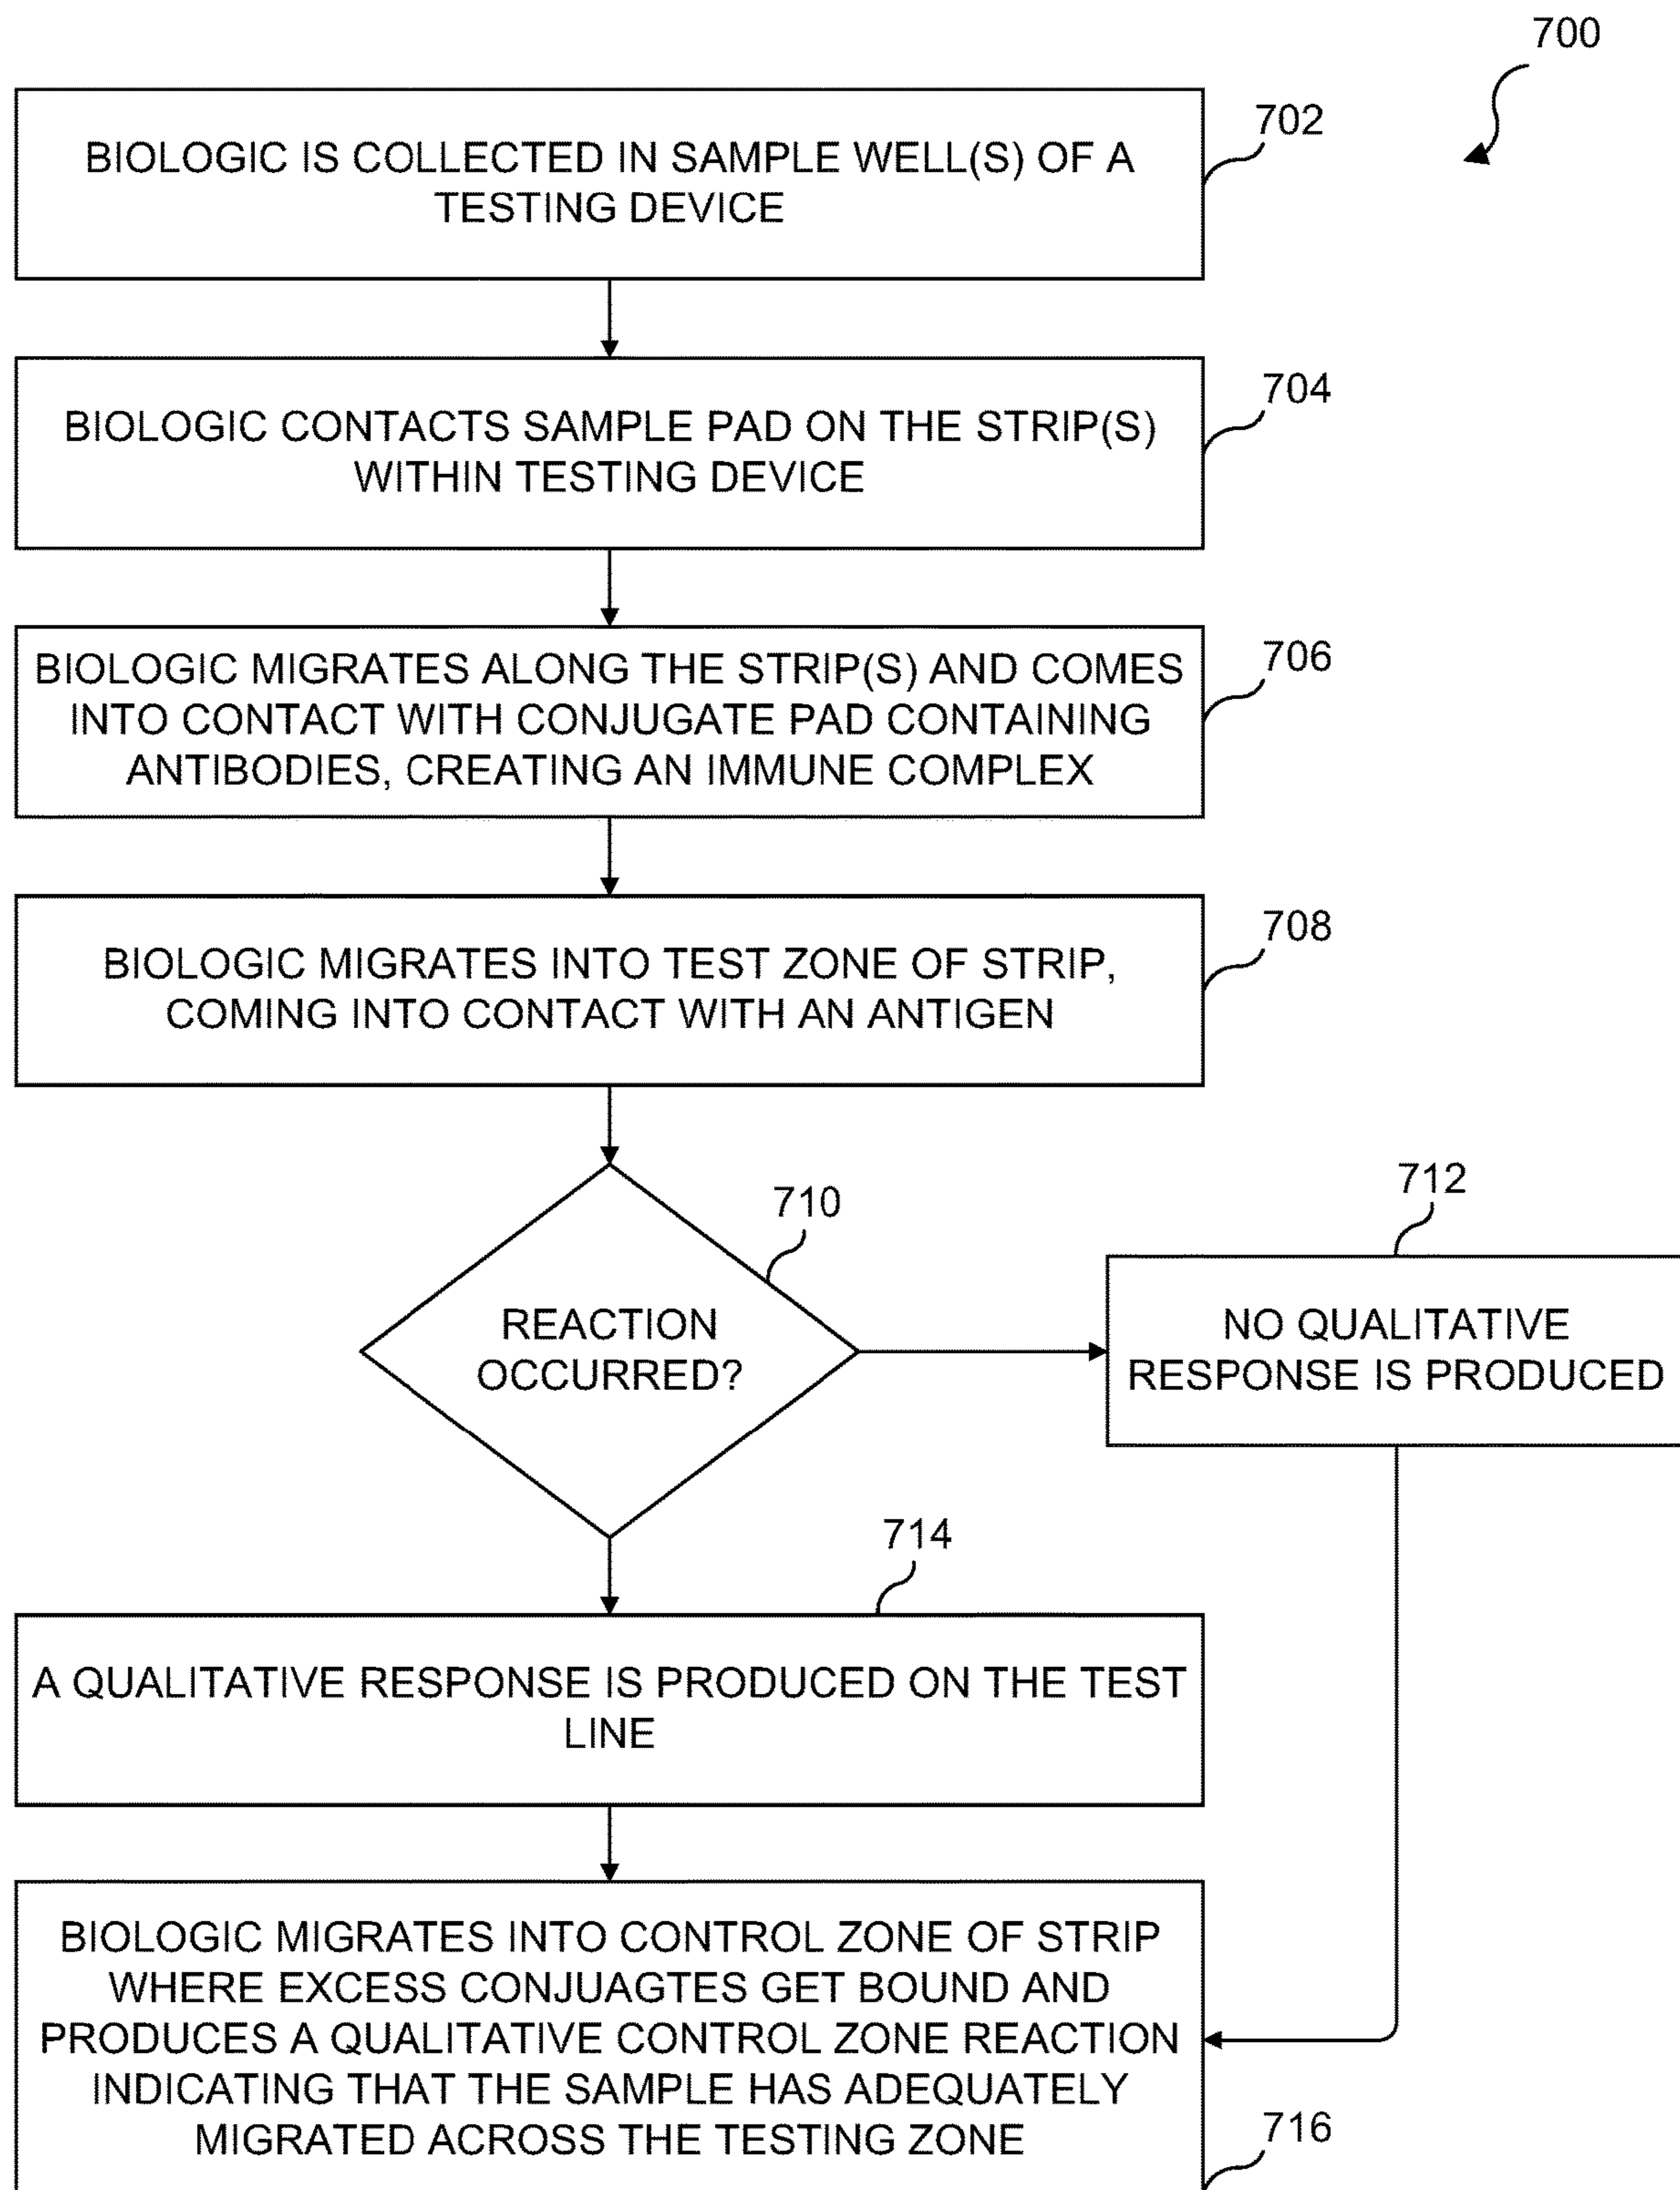 700
BIOLOGIC IS COLLECTED IN SAMPLE WELL(S) OF A
TESTING DEVICE
702
BIOLOGIC CONTACTS SAMPLE PAD ON THE STRIP(S)
WITHIN TESTING DEVICE
704
BIOLOGIC MIGRATES ALONG THE STRIP(S) AND COMES
INTO CONTACT WITH CONJUGATE PAD CONTAINING
ANTIBODIES, CREATING AN IMMUNE COMPLEX
706
BIOLOGIC MIGRATES INTO TEST ZONE OF STRIP,
COMING INTO CONTACT WITH AN ANTIGEN
708
REACTION
OCCURRED?
710
712
NO QUALITATIVE
RESPONSE IS PRODUCED
714
A QUALITATIVE RESPONSE IS PRODUCED ON THE TEST
LINE
BIOLOGIC MIGRATES INTO CONTROL ZONE OF STRIP
WHERE EXCESS CONJUAGTES GET BOUND AND
PRODUCES A QUALITATIVE CONTROL ZONE REACTION
INDICATING THAT THE SAMPLE HAS ADEQUATELY
MIGRATED ACROSS THE TESTING ZONE
716